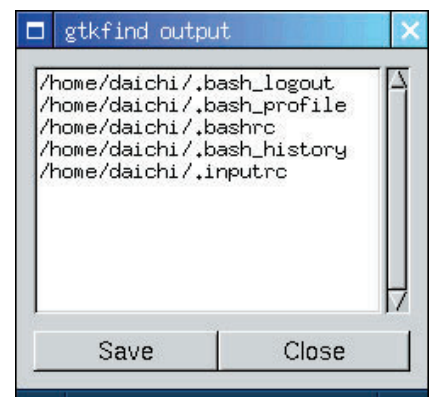 gtkfind output
/home/daichi/.bash_logout
/home/daichi/.bash_profile
/home/daichi/.bashrc
/home/daichi/.bash_history
/home/daichi/.inputrc
Save Close